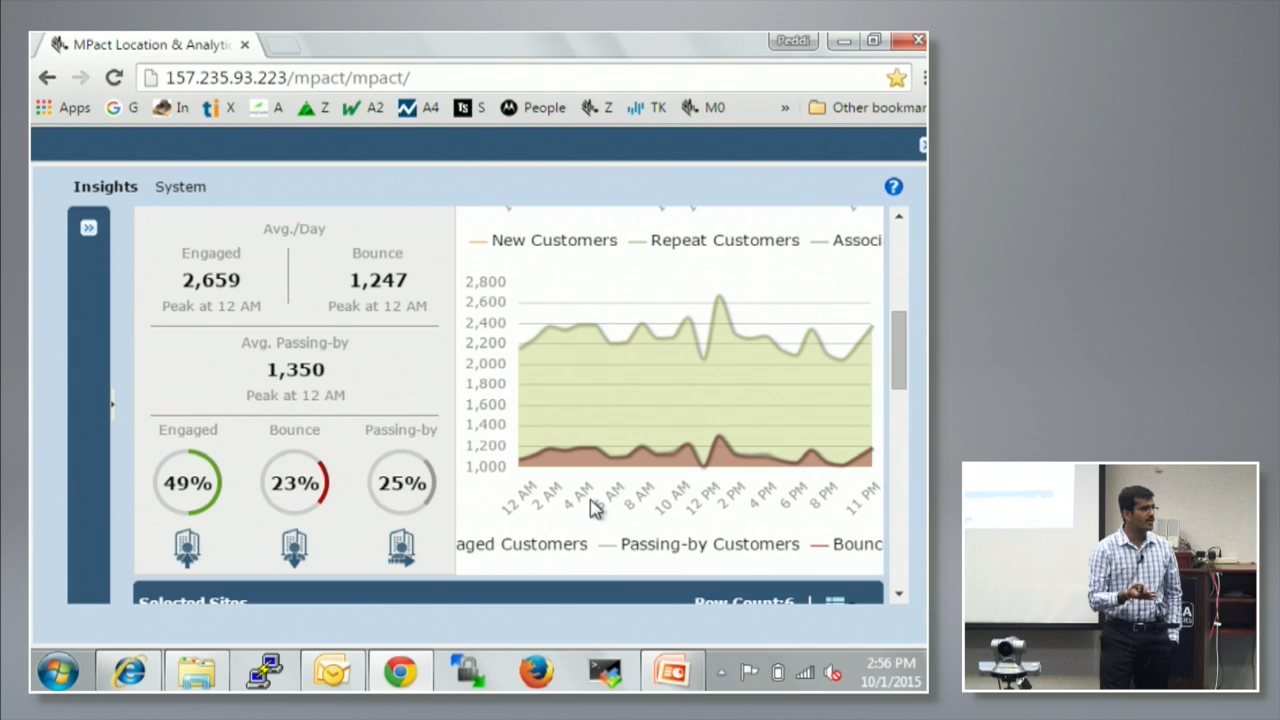 MPact Location & Analyti
Peddi
157.235.93.223/mpact/mpact/
Apps G In X A Z A2 A4 TS S People Z TK M0 » Other bookmar
Insights System
?
Avg./Day
Engaged Bounce
2,659 1,247
Peak at 12 AM Peak at 12 AM
Avg. Passing-by
1,350
Peak at 12 AM
Engaged Bounce Passing-by
49% 23% 25%
New Customers Repeat Customers Associ
2,800
2,600
2,400
2,200
2,000
1,800
1,600
1,400
1,200
1,000
12 AM 2 AM 4 AM AM 8 AM 10 AM 12 PM 2 PM 4 PM 6 PM 8 PM 11 PM
aged Customers Passing-by Customers Bounc
Selected Sites Row Count:6
2:56 PM
10/1/2015